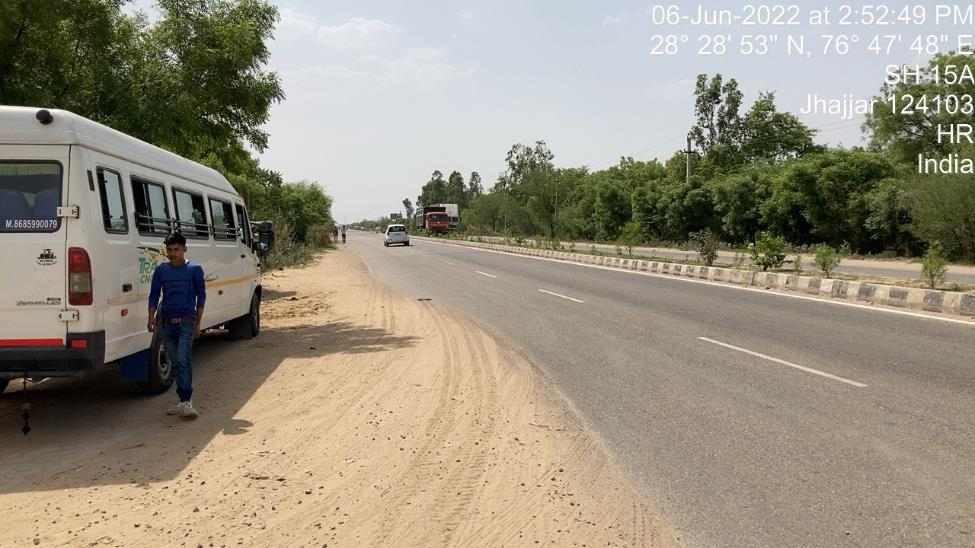 06-Jun-2022 at 2:52:49 PM
28° 28' 53" N, 76° 47' 48" E
SH 15A
Jhajjar 124103
HR
India
M.8685990079